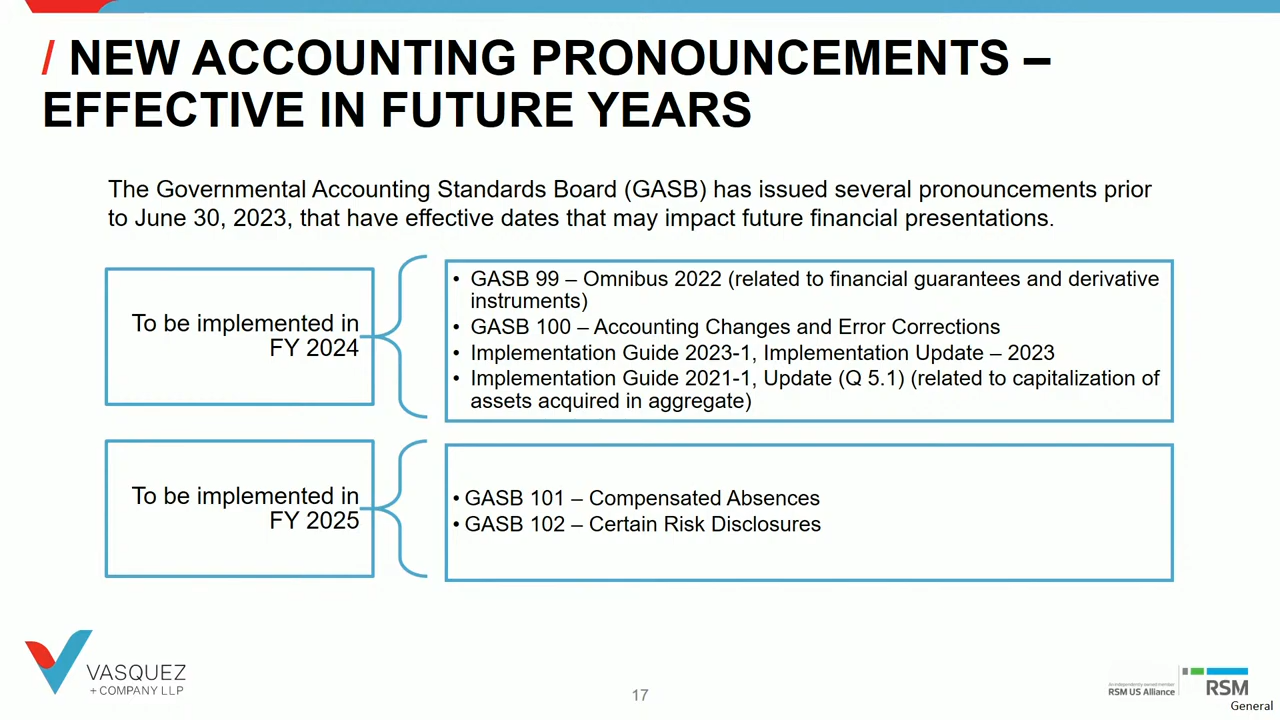 / NEW ACCOUNTING PRONOUNCEMENTS –
EFFECTIVE IN FUTURE YEARS
The Governmental Accounting Standards Board (GASB) has issued several pronouncements prior
to June 30, 2023, that have effective dates that may impact future financial presentations.
To be implemented in
FY 2024
• GASB 99 – Omnibus 2022 (related to financial guarantees and derivative
instruments)
• GASB 100 – Accounting Changes and Error Corrections
• Implementation Guide 2023-1, Implementation Update – 2023
• Implementation Guide 2021-1, Update (Q 5.1) (related to capitalization of
assets acquired in aggregate)
To be implemented in
FY 2025
• GASB 101 – Compensated Absences
• GASB 102 – Certain Risk Disclosures
VASQUEZ
+ COMPANY LLP
17
An independently owned member
RSM US Alliance
RSM
General